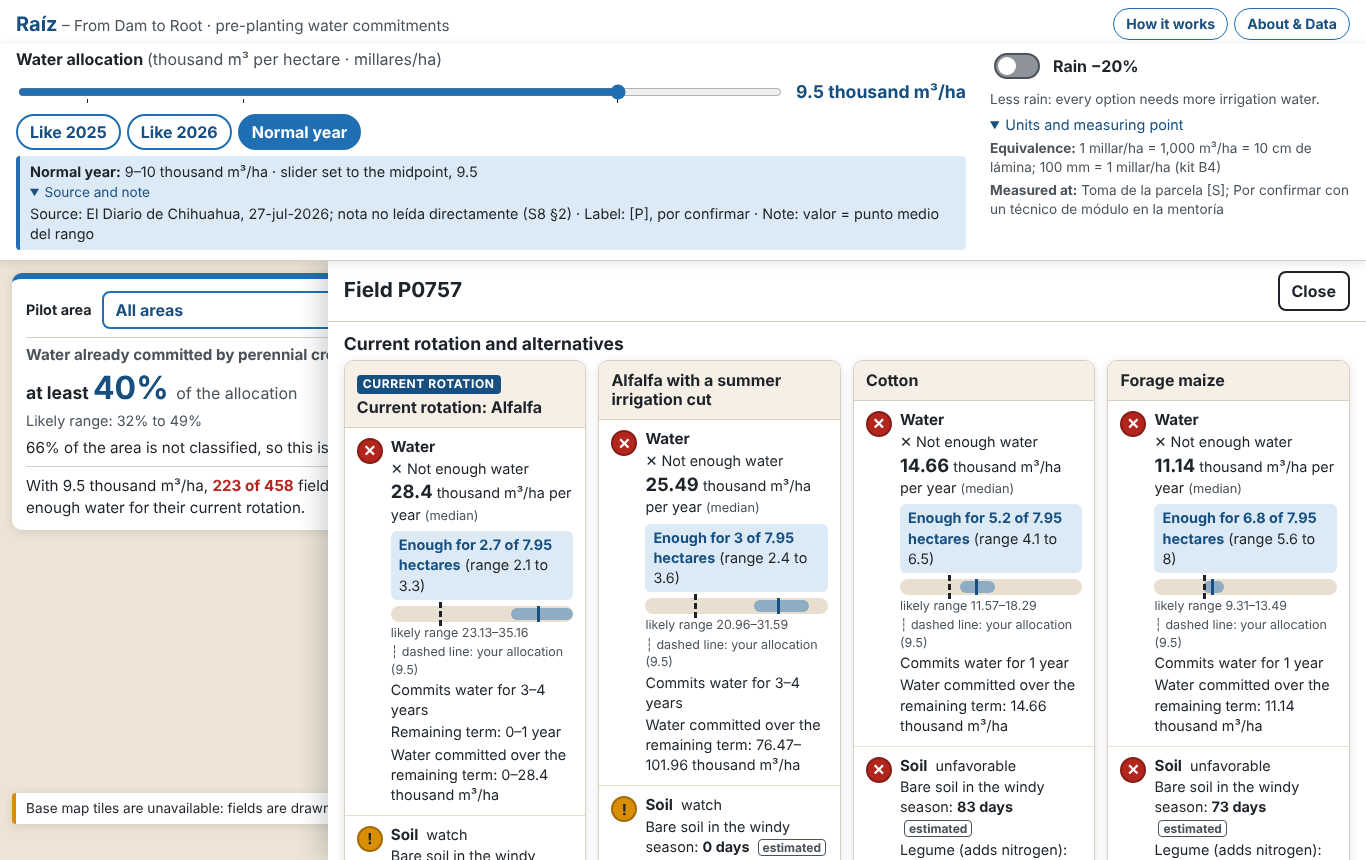 Raíz – From Dam to Root · pre-planting water commitments
How it works
About & Data
Water allocation (thousand m³ per hectare · millares/ha)
9.5 thousand m³/ha
Like 2025
Like 2026
Normal year
Normal year: 9–10 thousand m³/ha · slider set to the midpoint, 9.5
▼ Source and note
Source: El Diario de Chihuahua, 27-jul-2026; nota no leída directamente (S8 §2) · Label: [P], por confirmar · Note: valor = punto medio
del rango
Rain −20%
Less rain: every option needs more irrigation water.
▼ Units and measuring point
Equivalence: 1 millar/ha = 1,000 m³/ha = 10 cm de
lámina; 100 mm = 1 millar/ha (kit B4)
Measured at: Toma de la parcela [S]; Por confirmar con
un técnico de módulo en la mentoría
Pilot area
All areas
Water already committed by perennial cr
at least 40% of the allocation
Likely range: 32% to 49%
66% of the area is not classified, so this is
With 9.5 thousand m³/ha, 223 of 458 field
enough water for their current rotation.
Base map tiles are unavailable: fields are drawn
Field P0757
Close
Current rotation and alternatives
CURRENT ROTATION
Current rotation: Alfalfa
Water
✕ Not enough water
28.4 thousand m³/ha per
year (median)
Enough for 2.7 of 7.95
hectares (range 2.1 to
3.3)
likely range 23.13–35.16
┆ dashed line: your allocation
(9.5)
Commits water for 3–4
years
Remaining term: 0–1 year
Water committed over the
remaining term: 0–28.4
thousand m³/ha
Soil watch
Bare soil in the windy
Alfalfa with a summer
irrigation cut
Water
✕ Not enough water
25.49 thousand m³/ha
per year (median)
Enough for 3 of 7.95
hectares (range 2.4 to
3.6)
likely range 20.96–31.59
┆ dashed line: your allocation
(9.5)
Commits water for 3–4
years
Water committed over the
remaining term: 76.47–
101.96 thousand m³/ha
Soil watch
Bare soil in the windy
season: 0 days estimated
Cotton
Water
✕ Not enough water
14.66 thousand m³/ha
per year (median)
Enough for 5.2 of 7.95
hectares (range 4.1 to
6.5)
likely range 11.57–18.29
┆ dashed line: your allocation
(9.5)
Commits water for 1 year
Water committed over the
remaining term: 14.66
thousand m³/ha
Soil unfavorable
Bare soil in the windy
season: 83 days
estimated
Legume (adds nitrogen):
Forage maize
Water
✕ Not enough water
11.14 thousand m³/ha per
year (median)
Enough for 6.8 of 7.95
hectares (range 5.6 to
8)
likely range 9.31–13.49
┆ dashed line: your allocation
(9.5)
Commits water for 1 year
Water committed over the
remaining term: 11.14
thousand m³/ha
Soil unfavorable
Bare soil in the windy
season: 73 days
estimated
Legume (adds nitrogen):